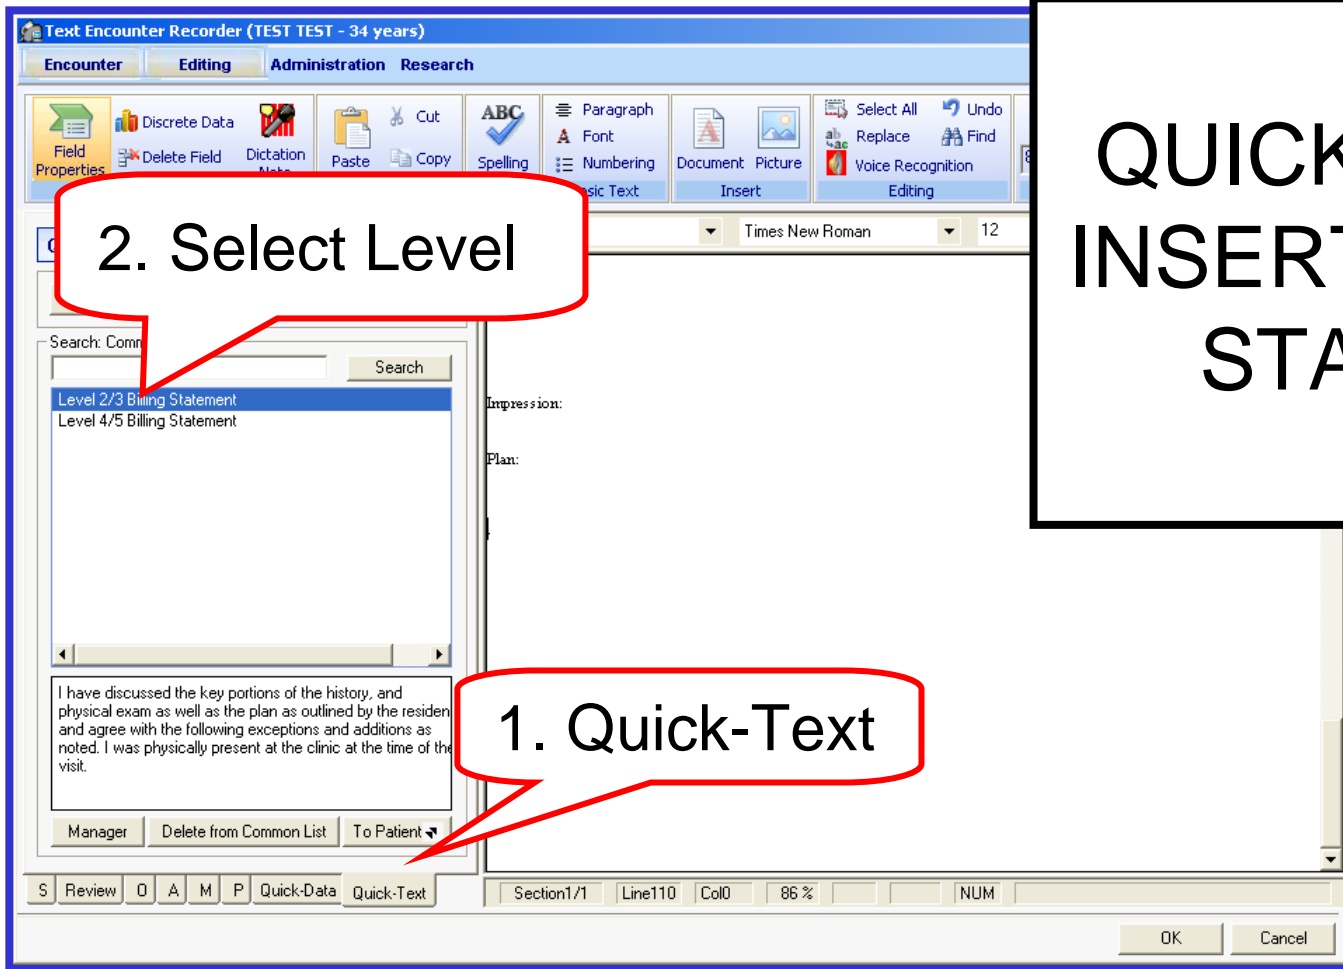 Text Encounter Recorder (TEST TEST - 34 years)
Encounter Editing Administration Research
Field Properties
Discrete Data
Delete Field
Dictation
Paste
Cut
Copy
ABC
Spelling
Paragraph
Font
Numbering
Basic Text
Document
Picture
Insert
Select All
Replace
Voice Recognition
Undo
Find
Editing
QUICK
INSERT
STA
2. Select Level
Times New Roman
12
Search: Comm
Search
Level 2/3 Billing Statement
Level 4/5 Billing Statement
Impression:
Plan:
I have discussed the key portions of the history, and
physical exam as well as the plan as outlined by the residen
and agree with the following exceptions and additions as
noted. I was physically present at the clinic at the time of the
visit.
1. Quick-Text
Manager
Delete from Common List
To Patient
S Review O A M P Quick-Data Quick-Text
Section1/1 Line110 Col0 86 % NUM
OK Cancel